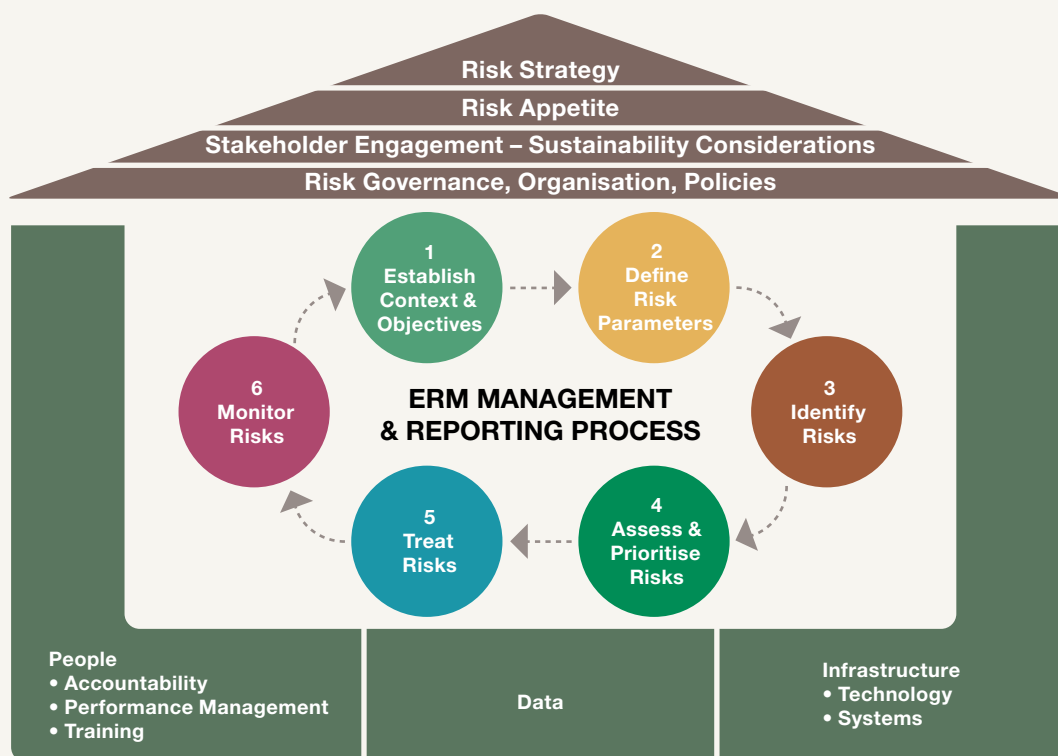 Risk Strategy
Risk Appetite
Stakeholder Engagement – Sustainability Considerations
Risk Governance, Organisation, Policies
1
Establish
Context &
Objectives
2
Define
Risk
Parameters
3
Identify
Risks
4
Assess &
Prioritise
Risks
5
Treat
Risks
6
Monitor
Risks
ERM MANAGEMENT
& REPORTING PROCESS
People
• Accountability
• Performance Management
• Training
Data
Infrastructure
• Technology
• Systems